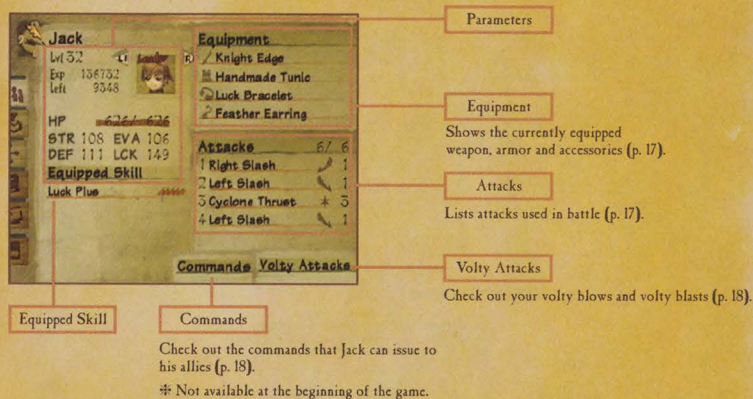 Parameters
Jack
Lvl 32
Exp 136732
Left 9348
HP 626/ 626
STR 108 EVA 106
DEF 111 LCK 149
Equipped Skill
Luck Plus
Equipment
Knight Edge
Handmade Tunic
Luck Bracelet
Feather Earring
Attacks 6/ 6
1 Right Slash 1
2 Left Slash 1
3 Cyclone Thrust 3
4 Left Slash 1
Commands Volty Attacks
Equipment
Shows the currently equipped
weapon, armor and accessories (p. 17).
Attacks
Lists attacks used in battle (p. 17).
Volty Attacks
Check out your volty blows and volty blasts (p. 18).
Equipped Skill
Commands
Check out the commands that Jack can issue to
his allies (p. 18).
⁜ Not available at the beginning of the game.